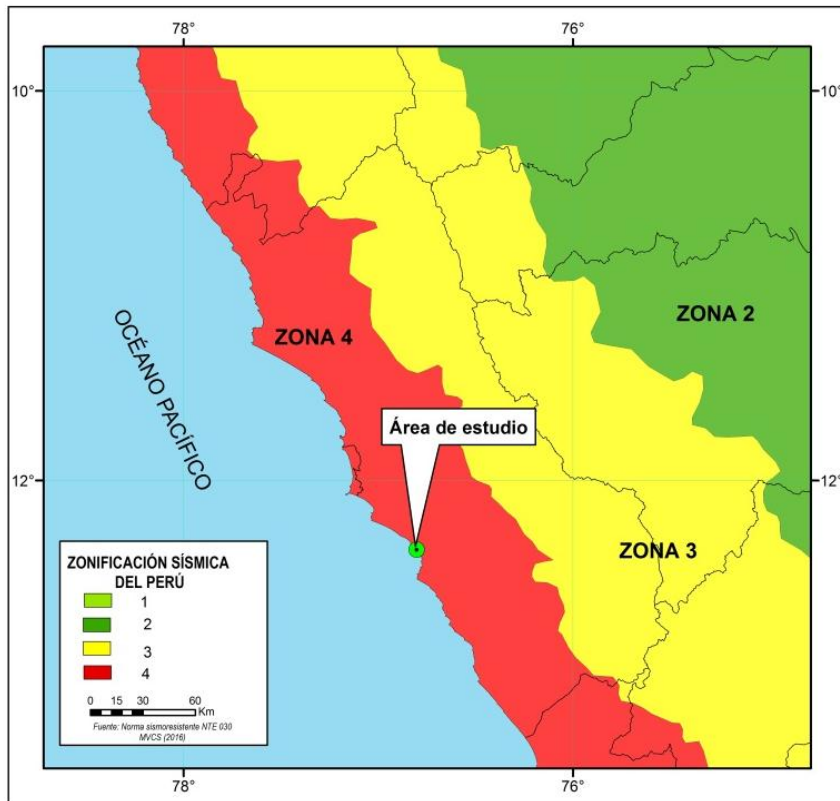 78°
76°
10°
10°
ZONA 2
OCÉANO PACÍFICO
ZONA 4
Área de estudio
12°
12°
ZONA 3
ZONIFICACIÓN SÍSMICA
DEL PERÚ
1
2
3
4
0 15 30 60
Km
Fuente: Norma sismoresistente NTE 030
MVCS (2016)
78°
76°